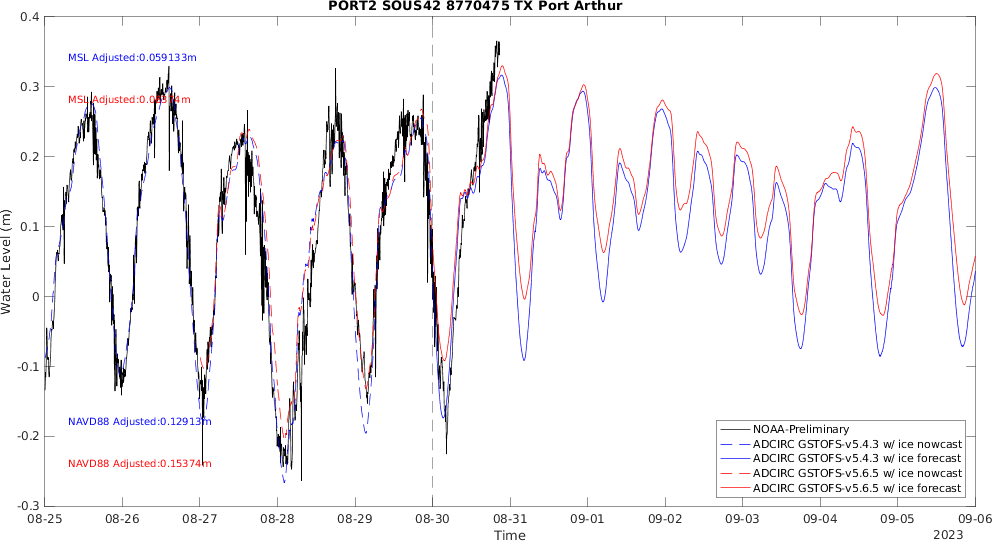 PORT2 SOUS42 8770475 TX Port Arthur
0.4
0.3
0.2
0.1
0
-0.1
-0.2
-0.3
Water Level (m)
MSL Adjusted:0.059133m
MSL Adjusted:
NAVD88 Adjusted:0.12913m
NAVD88 Adjusted:0.15374m
NOAA-Preliminary
ADCIRC GSTOFS-v5.4.3 w/ ice nowcast
ADCIRC GSTOFS-v5.4.3 w/ ice forecast
ADCIRC GSTOFS-v5.6.5 w/ ice nowcast
ADCIRC GSTOFS-v5.6.5 w/ ice forecast
08-25 08-26 08-27 08-28 08-29 08-30 08-31 09-01 09-02 09-03 09-04 09-05 09-06
Time
2023